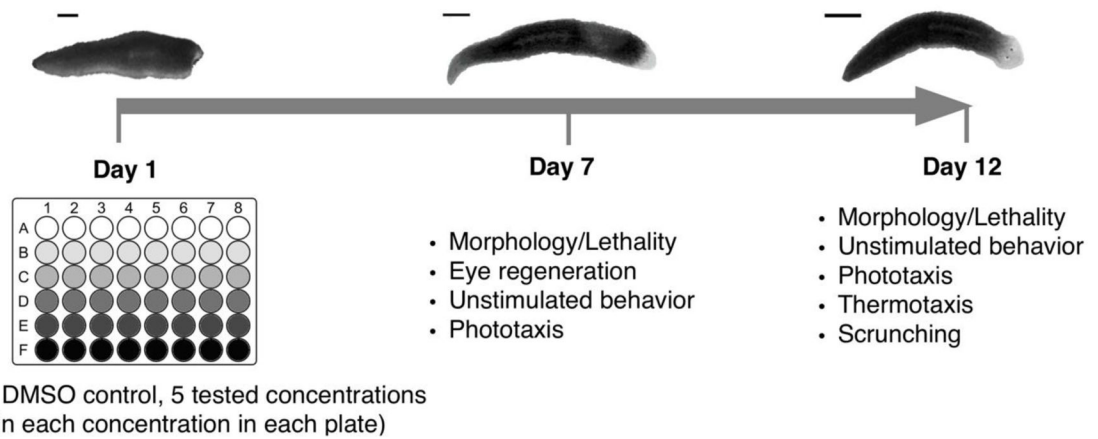 Day 1
Day 7
Day 12
1 2 3 4 5 6 7 8
A
B
C
D
E
F
DMSO control, 5 tested concentrations
n each concentration in each plate)
• Morphology/Lethality
• Eye regeneration
• Unstimulated behavior
• Phototaxis
• Morphology/Lethality
• Unstimulated behavior
• Phototaxis
• Thermotaxis
• Scrunching